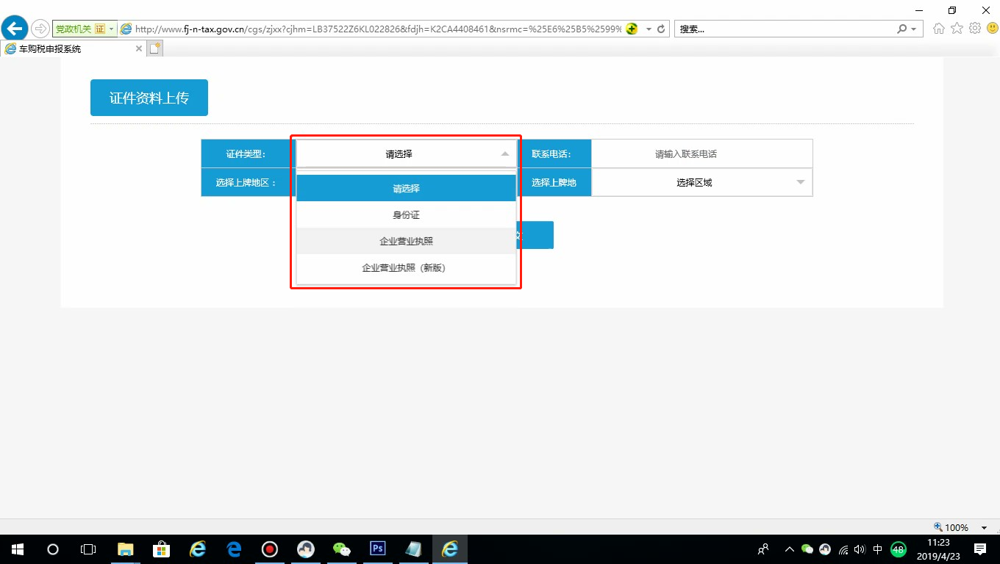 党政机关 证
http://www.fj-n-tax.gov.cn/cgs/zjxx?cjhm=LB37522Z6KL022826&fdjh=K2CA4408461&nsrmc=%25E6%25B5%2599%
搜索...
车购税申报系统
证件资料上传
证件类型: 请选择 联系电话: 请输入联系电话
选择上牌地区: 选择上牌地 选择区域
请选择
身份证
企业营业执照
企业营业执照（新版）
100%
Ps
中
48
11:23
2019/4/23